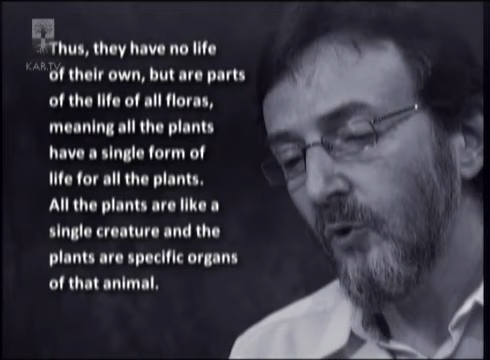 Thus, they have no life
KAB.TV
of their own, but are parts
of the life of all floras,
meaning all the plants
have a single form of
life for all the plants.
All the plants are like a
single creature and the
plants are specific organs
of that animal.